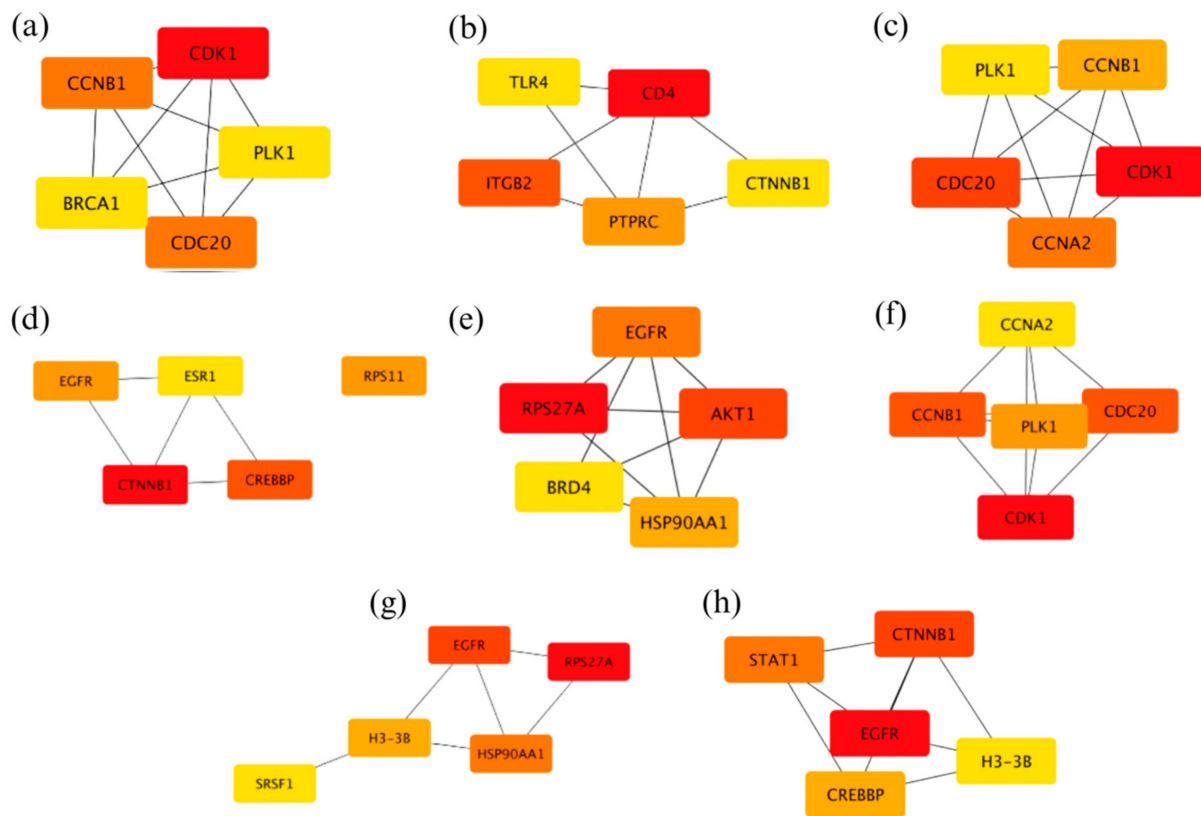 (a)
CDK1
CCNB1
PLK1
BRCA1
CDC20
(b)
TLR4
CD4
ITGB2
CTNNB1
PTPRC
(c)
PLK1
CCNB1
CDC20
CDK1
CCNA2
(d)
EGFR
ESR1
RPS11
CTNNB1
CREBBP
(e)
EGFR
RPS27A
AKT1
BRD4
HSP90AA1
(f)
CCNA2
CCNB1
CDC20
PLK1
CDK1
(g)
EGFR
RPS27A
H3-3B
HSP90AA1
SRSF1
(h)
CTNNB1
STAT1
EGFR
H3-3B
CREBBP